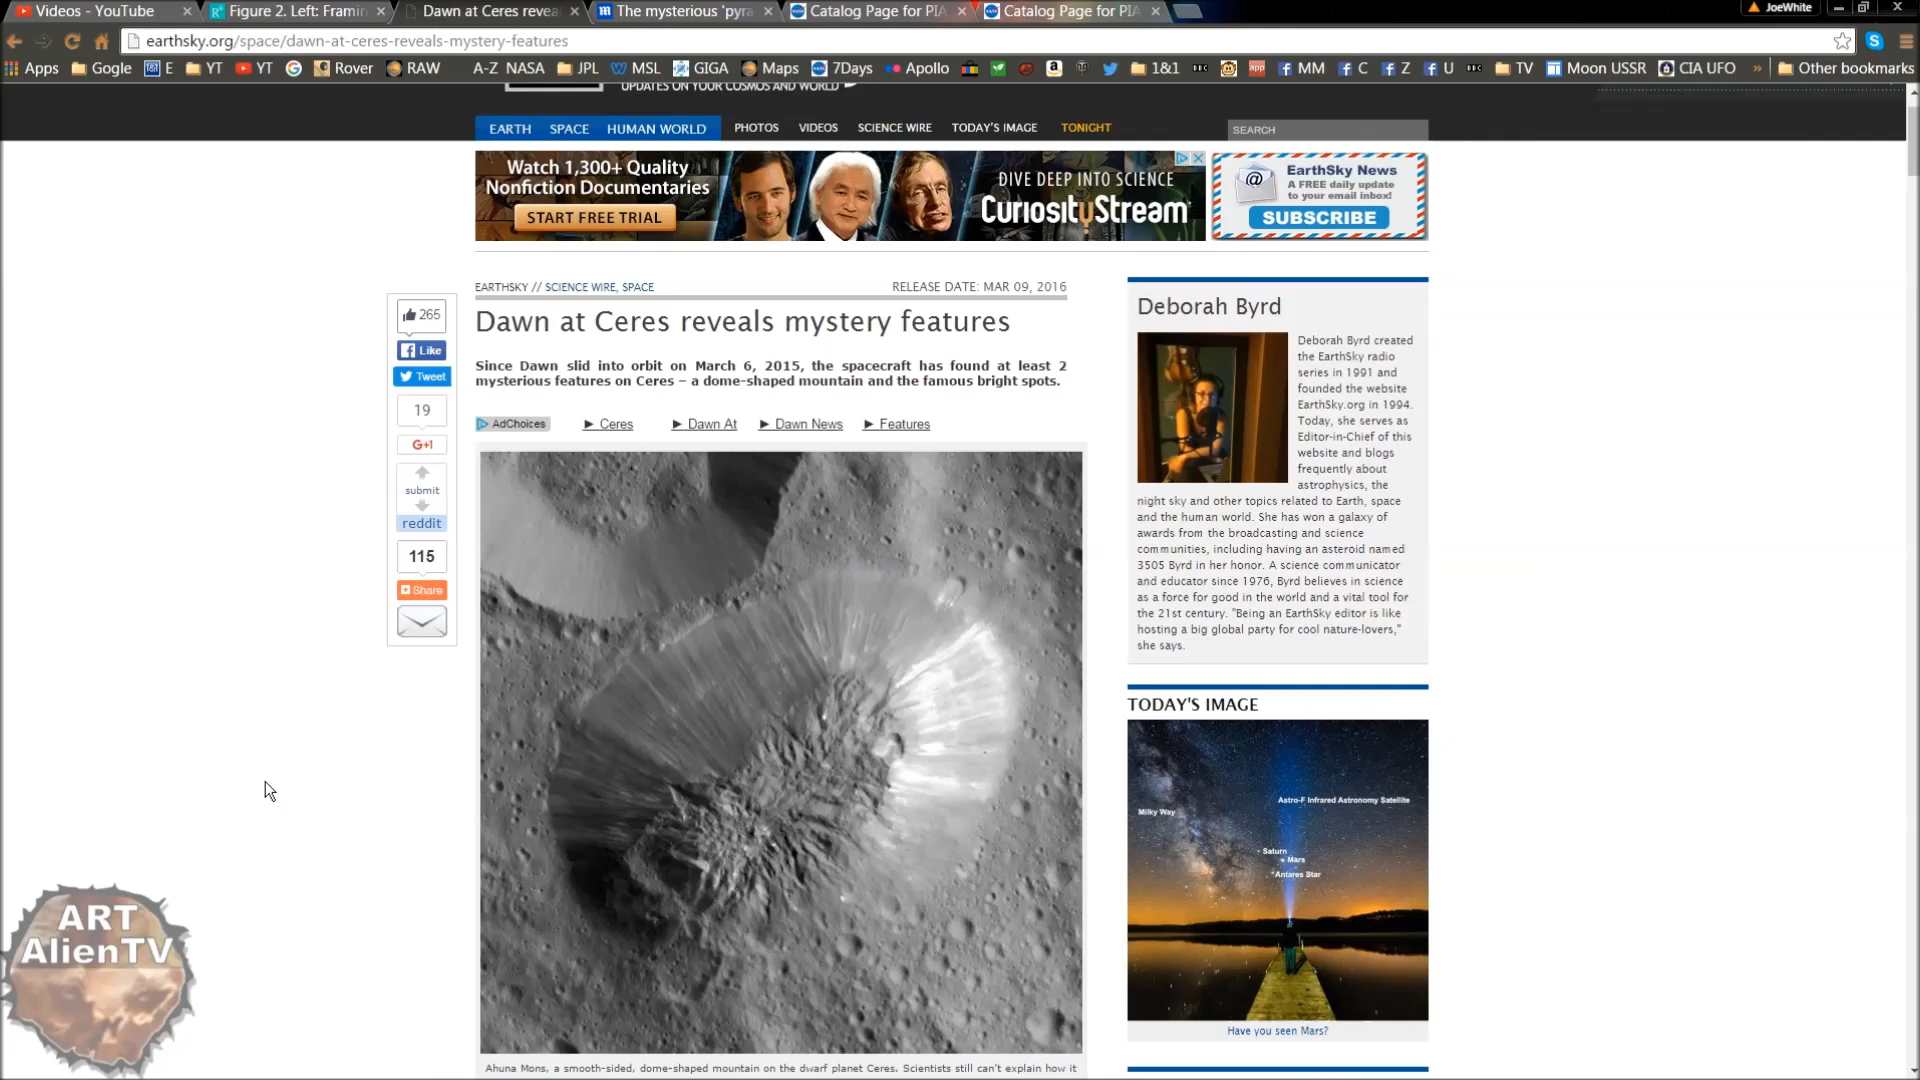 Videos - YouTube
Figure 2. Left: Framin
Dawn at Ceres revea
The mysterious 'pyra
Catalog Page for PIA
Catalog Page for PIA
JoeWhite
earthsky.org/space/dawn-at-ceres-reveals-mystery-features
Apps Gogle E YT YT Rover RAW A-Z NASA JPL MSL GIGA Maps 7Days Apollo 1&1 MM C Z U TV Moon USSR CIA UFO » Other bookmarks
UPDATES ON YOUR COSMOS AND WORLD
EARTH SPACE HUMAN WORLD PHOTOS VIDEOS SCIENCE WIRE TODAY'S IMAGE TONIGHT SEARCH
Watch 1,300+ Quality
Nonfiction Documentaries
START FREE TRIAL
DIVE DEEP INTO SCIENCE
CuriosityStream
EarthSky News
A FREE daily update
to your email inbox!
SUBSCRIBE
EARTHSKY // SCIENCE WIRE, SPACE RELEASE DATE: MAR 09, 2016
Dawn at Ceres reveals mystery features
Since Dawn slid into orbit on March 6, 2015, the spacecraft has found at least 2
mysterious features on Ceres – a dome-shaped mountain and the famous bright spots.
AdChoices ► Ceres ► Dawn At ► Dawn News ► Features
265
Like
Tweet
19
G+1
submit
reddit
115
Share
Ahuna Mons, a smooth-sided, dome-shaped mountain on the dwarf planet Ceres. Scientists still can't explain how it
Deborah Byrd
Deborah Byrd created
the EarthSky radio
series in 1991 and
founded the website
EarthSky.org in 1994.
Today, she serves as
Editor-in-Chief of this
website and blogs
frequently about
astrophysics, the
night sky and other topics related to Earth, space
and the human world. She has won a galaxy of
awards from the broadcasting and science
communities, including having an asteroid named
3505 Byrd in her honor. A science communicator
and educator since 1976, Byrd believes in science
as a force for good in the world and a vital tool for
the 21st century. "Being an EarthSky editor is like
hosting a big global party for cool nature-lovers,"
she says.
TODAY'S IMAGE
Astro-F Infrared Astronomy Satellite
Milky Way
Saturn
Mars
Antares Star
Have you seen Mars?
ART
AlienTV